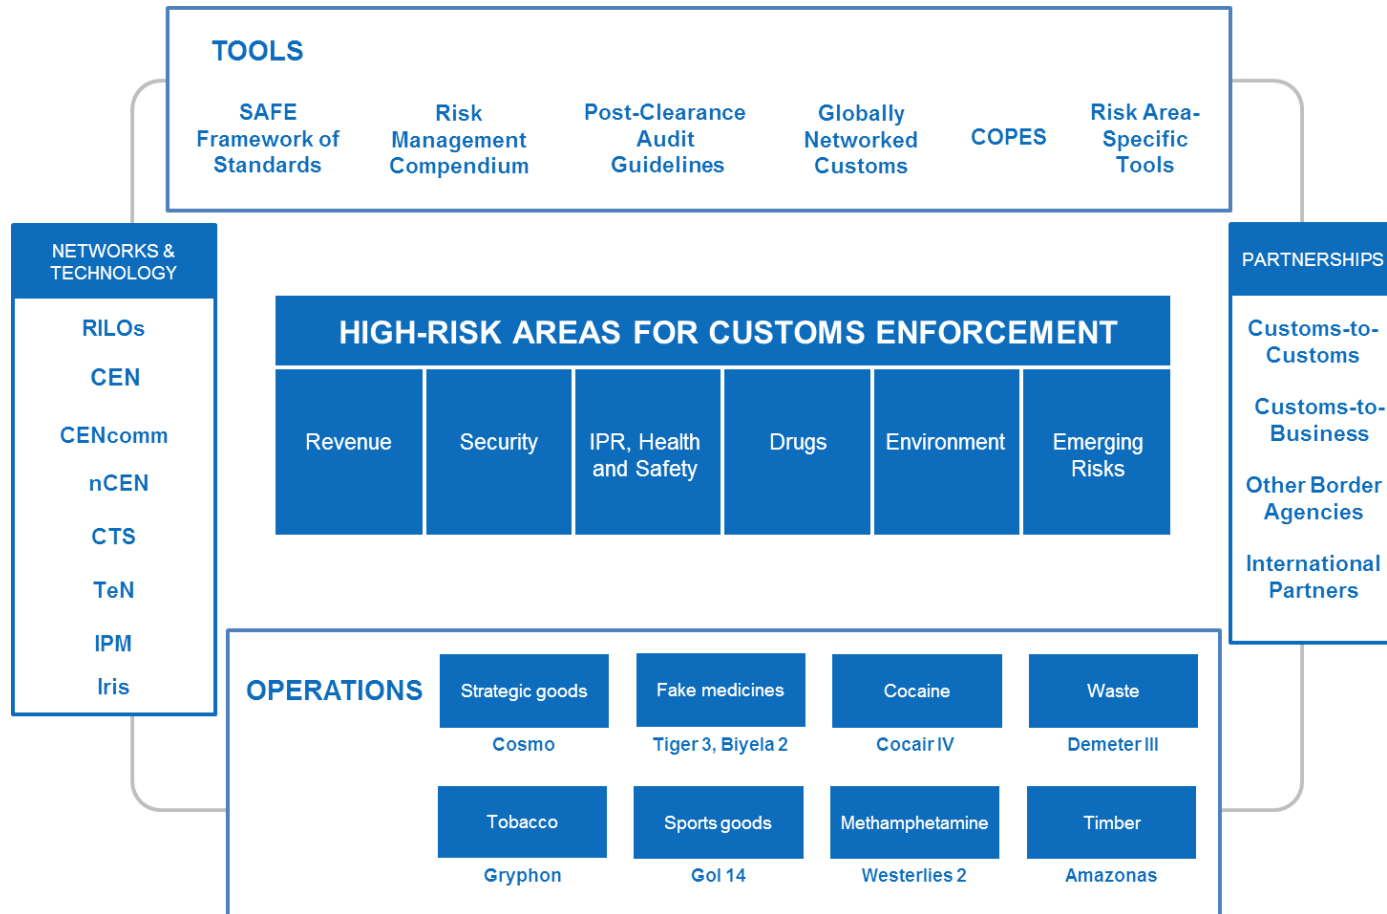 TOOLS
SAFE
Framework of
Standards
Risk
Management
Compendium
Post-Clearance
Audit
Guidelines
Globally
Networked
Customs
COPES
Risk Area-
Specific
Tools
NETWORKS &
TECHNOLOGY
RILOs
CEN
CENcomm
nCEN
CTS
TeN
IPM
Iris
HIGH-RISK AREAS FOR CUSTOMS ENFORCEMENT
Revenue
Security
IPR, Health
and Safety
Drugs
Environment
Emerging
Risks
PARTNERSHIPS
Customs-to-
Customs
Customs-to-
Business
Other Border
Agencies
International
Partners
OPERATIONS
Strategic goods
Cosmo
Fake medicines
Tiger 3, Biyela 2
Cocaine
Cocair IV
Waste
Demeter III
Tobacco
Gryphon
Sports goods
Gol 14
Methamphetamine
Westerlies 2
Timber
Amazonas